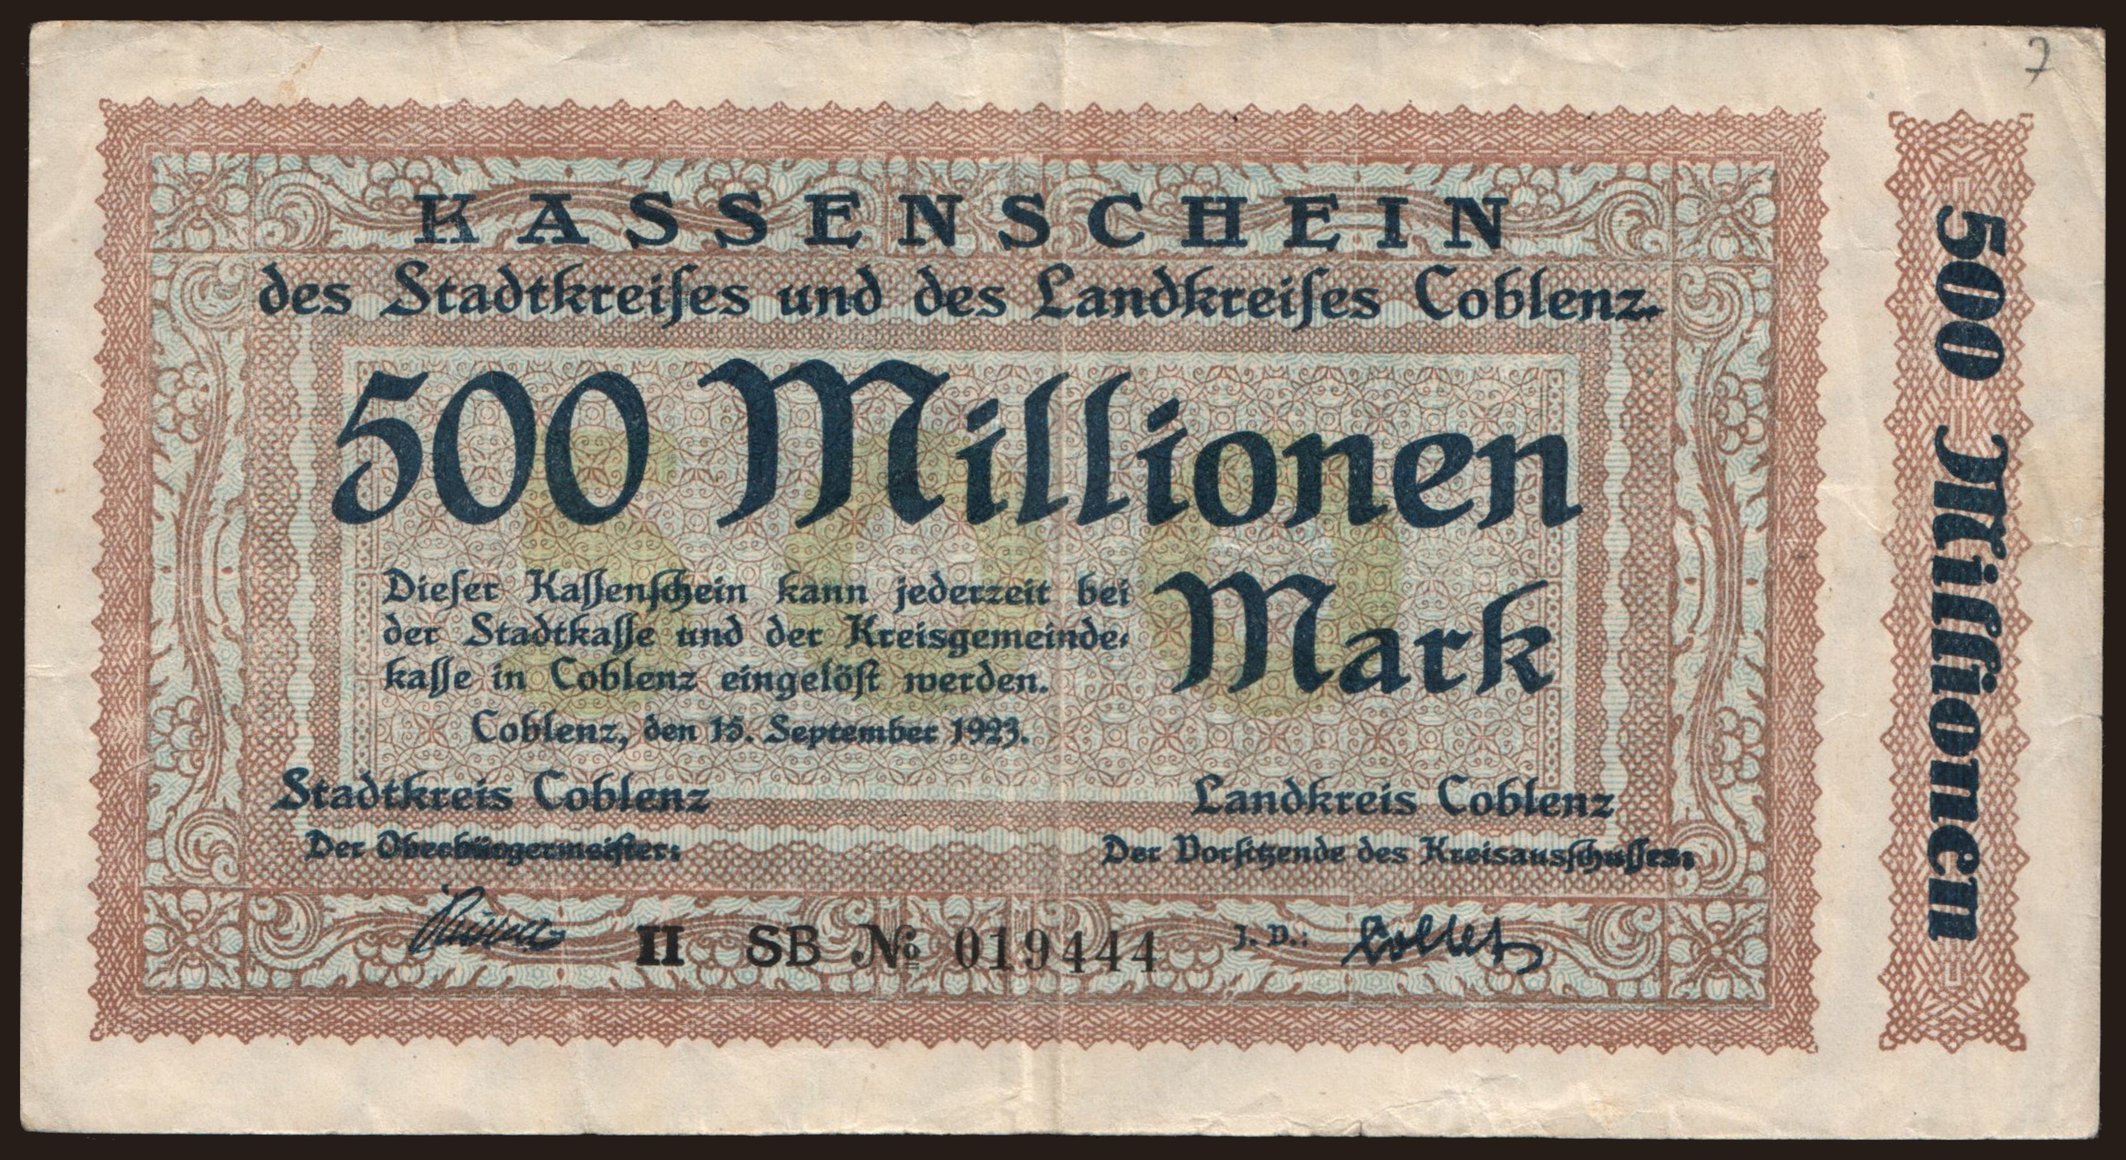 KASSENSCHEIN
des Stadtkreiſes und des Landkreiſes Coblenz.
500 Millionen
Mark
500
Dieſer Kaſſenſchein kann jederzeit bei
der Stadtkaſſe und der Kreisgemeinde-
kaſſe in Coblenz eingelöſt werden.
Coblenz, den 15. September 1923.
Stadtkreis Coblenz
Der Oberbürgermeiſter:
Landkreis Coblenz
Der Vorſitzende des Kreisausſchuſſes:
II SB № 019444
J. V.:
500 Millionen
7